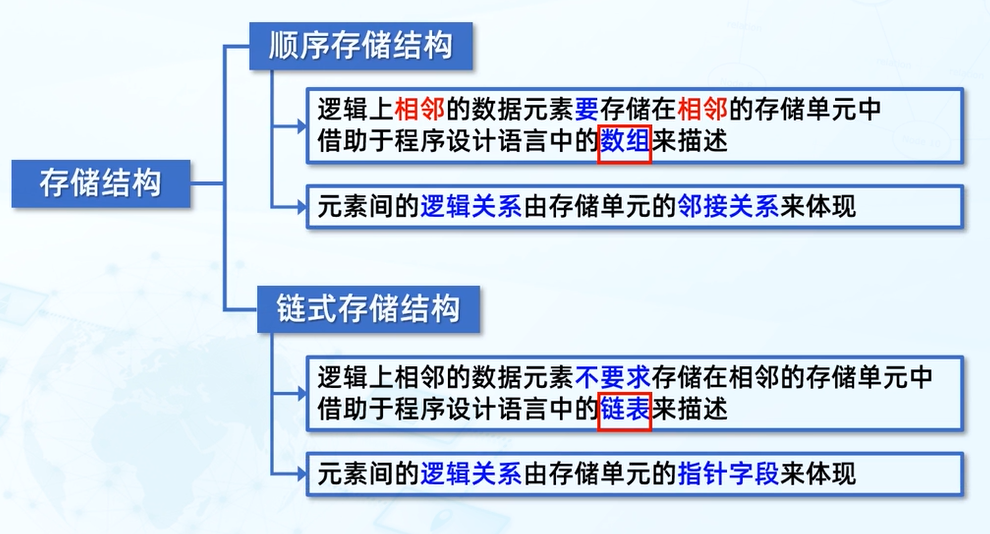 顺序存储结构
逻辑上相邻的数据元素要存储在相邻的存储单元中
借助于程序设计语言中的数组来描述
存储结构
元素间的逻辑关系由存储单元的邻接关系来体现
链式存储结构
逻辑上相邻的数据元素不要求存储在相邻的存储单元中
借助于程序设计语言中的链表来描述
元素间的逻辑关系由存储单元的指针字段来体现